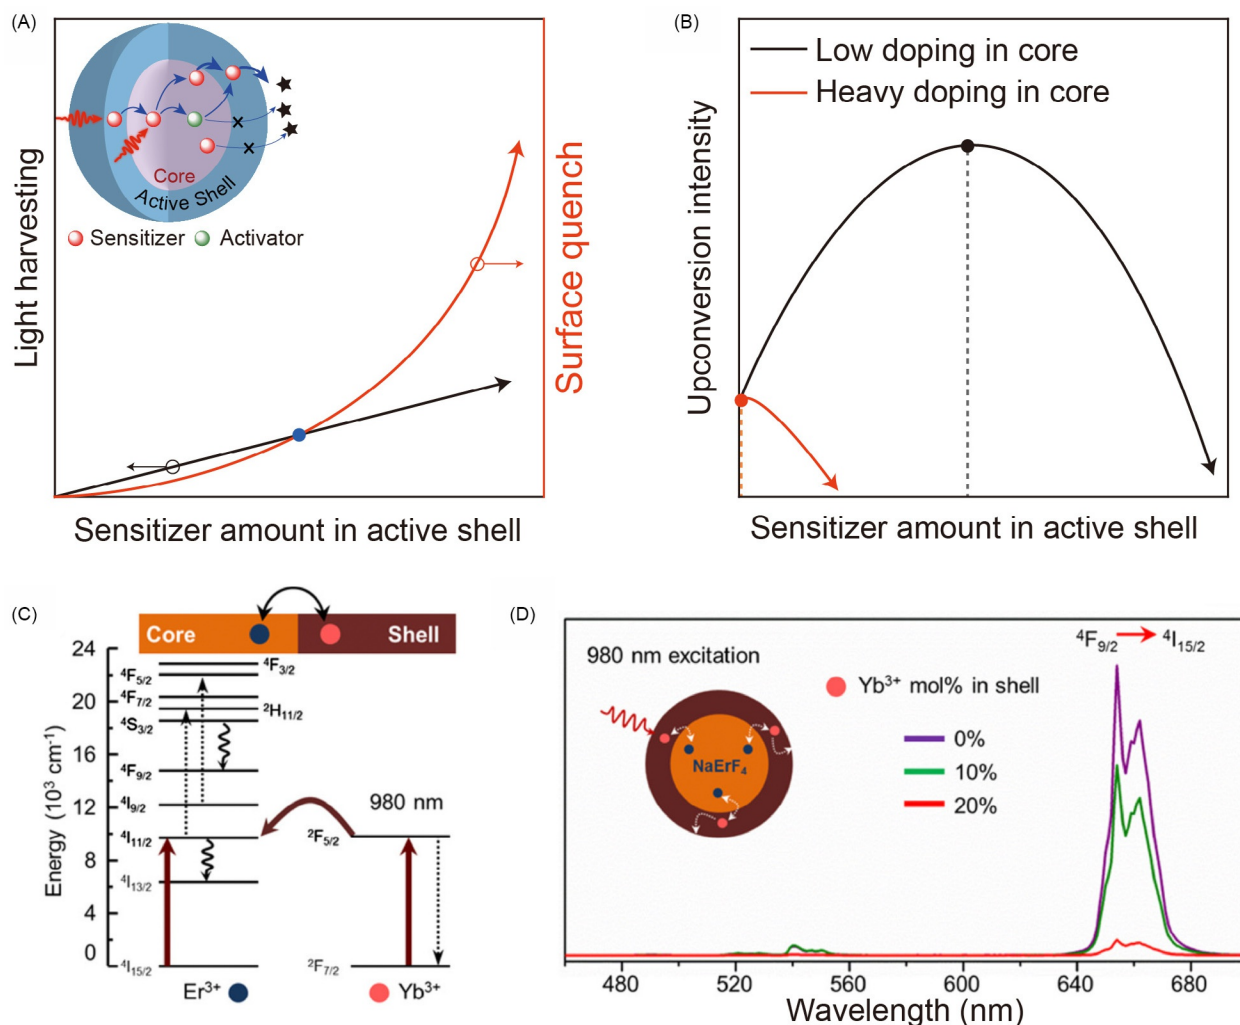 (A)
Light harvesting
Core
Active Shell
Sensitizer
Activator
Surface quench
Sensitizer amount in active shell
(B)
Low doping in core
Heavy doping in core
Upconversion intensity
Sensitizer amount in active shell
(C)
Core
Shell
Energy (10³ cm⁻¹)
24
20
16
12
8
4
0
⁴F₃/₂
⁴F₅/₂
⁴F₇/₂
²H₁₁/₂
⁴S₃/₂
⁴F₉/₂
⁴I₉/₂
980 nm
⁴I₁₁/₂
²F₅/₂
⁴I₁₃/₂
⁴I₁₅/₂
²F₇/₂
Er³⁺
Yb³⁺
(D)
980 nm excitation
⁴F₉/₂ → ⁴I₁₅/₂
Yb³⁺ mol% in shell
0%
10%
20%
NaErF₄
480
520
560
600
640
680
Wavelength (nm)